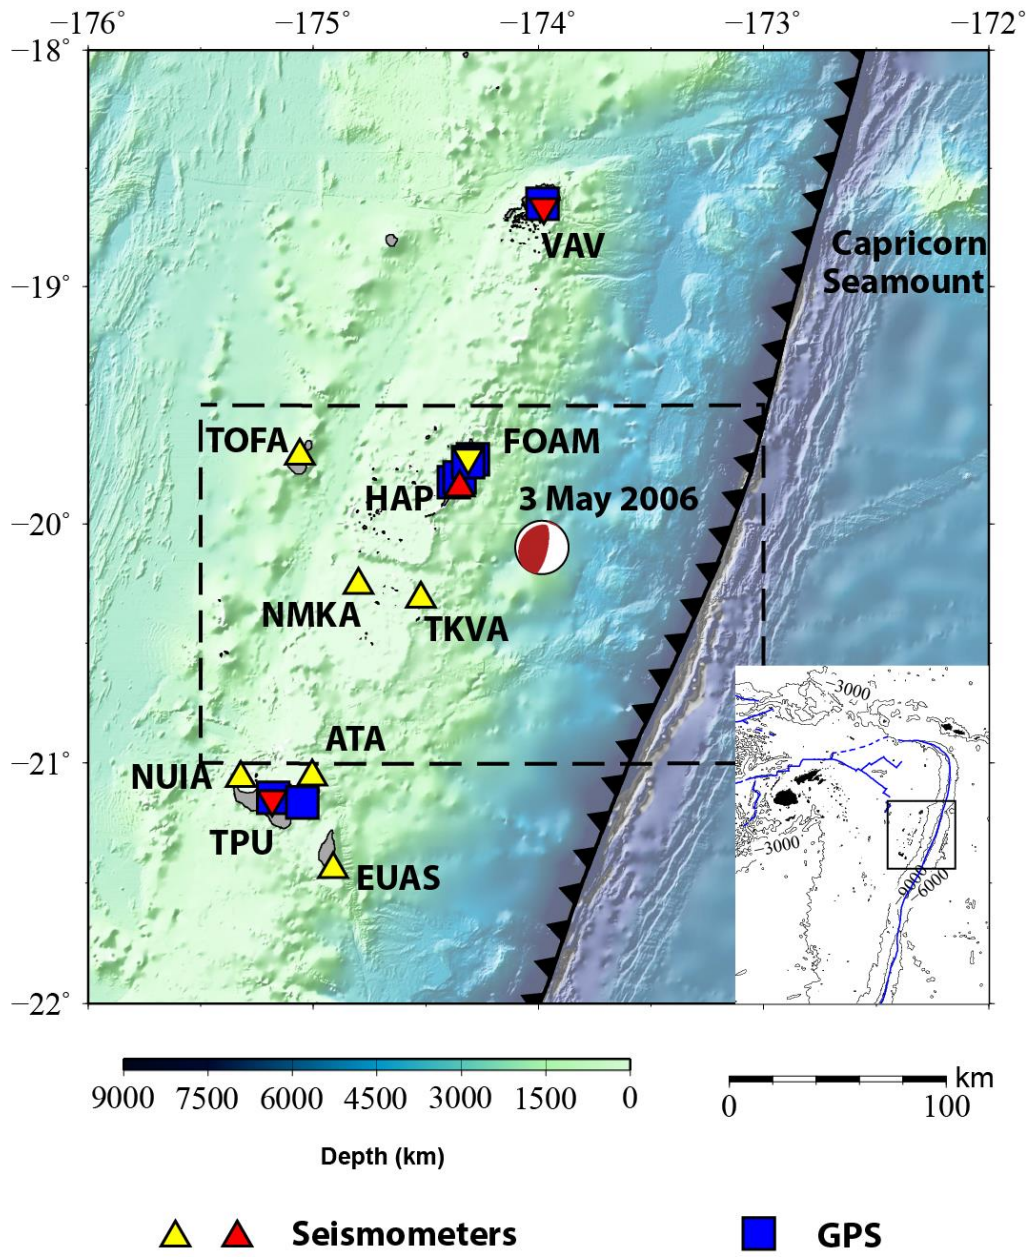 −176° −175° −174° −173° −172°
−18°
VAV
Capricorn
Seamount
−19°
TOFA
FOAM
HAP
3 May 2006
−20°
NMKA
TKVA
−3000
ATA
−21°
NUIA
TPU
3000
−9000
6000
EUAS
−22°
9000 7500 6000 4500 3000 1500 0
km
0 100
Depth (km)
Seismometers
GPS